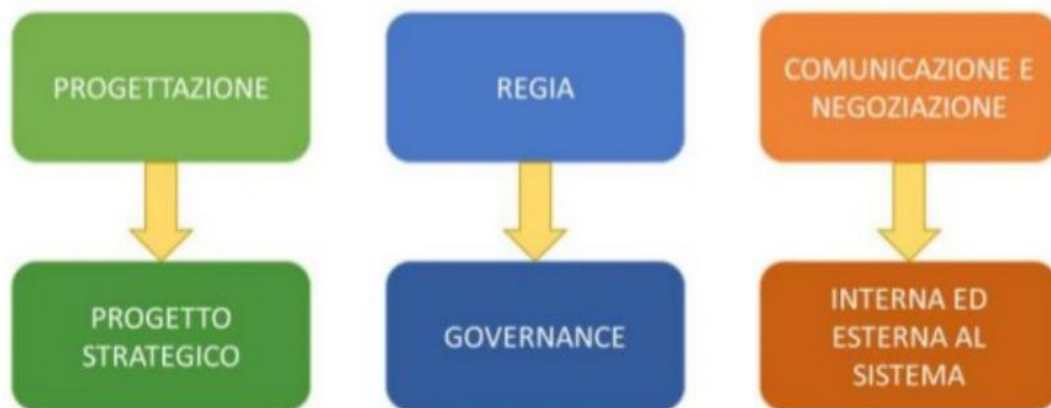 PROGETTAZIONE
REGIA
COMUNICAZIONE E
NEGOZIAZIONE
PROGETTO
STRATEGICO
GOVERNANCE
INTERNA ED
ESTERNA AL
SISTEMA